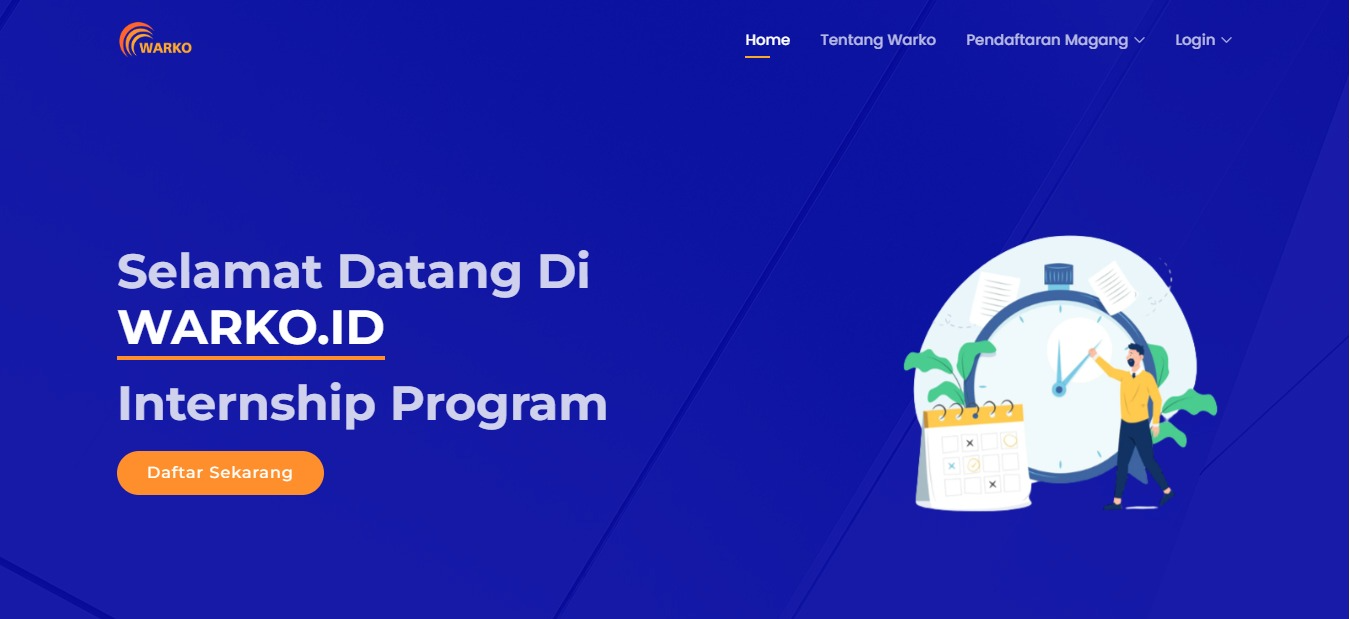 WARKO
Home
Tentang Warko
Pendaftaran Magang
Login
Selamat Datang Di
WARKO.ID
Internship Program
Daftar Sekarang